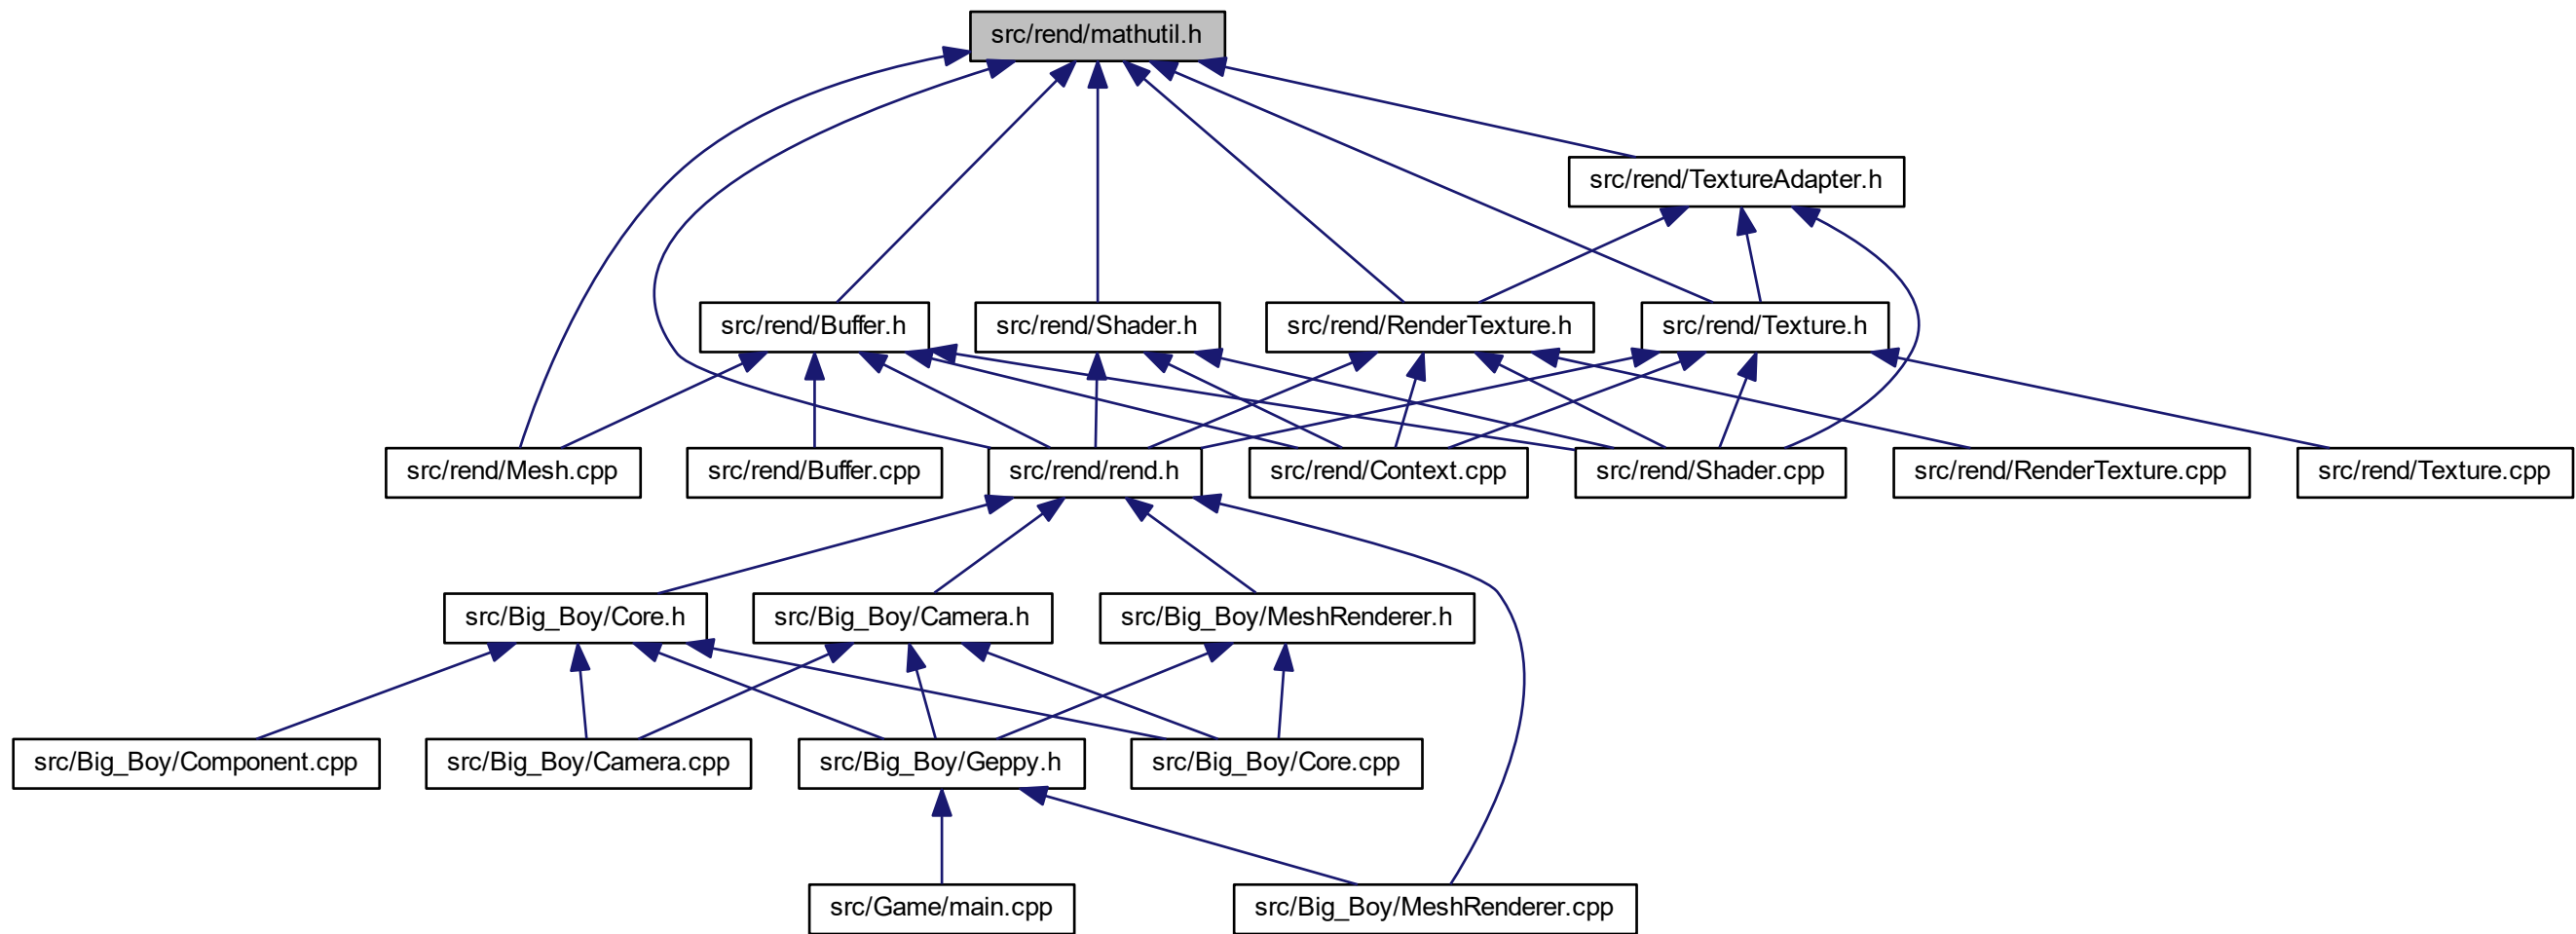 src/rend/mathutil.h
src/rend/TextureAdapter.h
src/rend/Buffer.h
src/rend/Shader.h
src/rend/RenderTexture.h
src/rend/Texture.h
src/rend/Mesh.cpp
src/rend/Buffer.cpp
src/rend/rend.h
src/rend/Context.cpp
src/rend/Shader.cpp
src/rend/RenderTexture.cpp
src/rend/Texture.cpp
src/Big_Boy/Core.h
src/Big_Boy/Camera.h
src/Big_Boy/MeshRenderer.h
src/Big_Boy/Component.cpp
src/Big_Boy/Camera.cpp
src/Big_Boy/Geppy.h
src/Big_Boy/Core.cpp
src/Game/main.cpp
src/Big_Boy/MeshRenderer.cpp